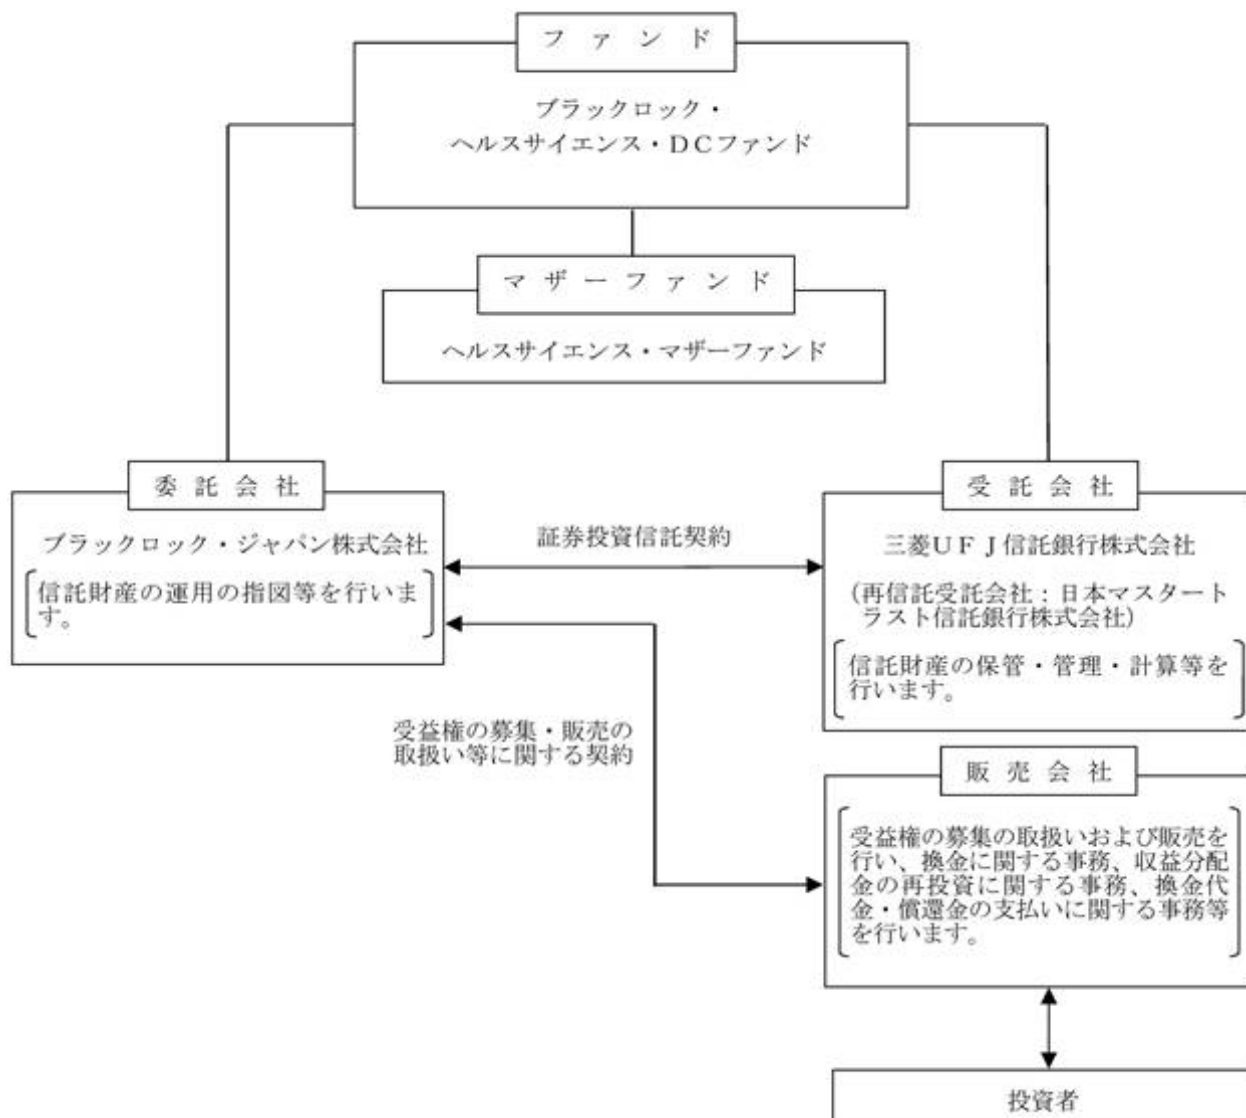 ファンド
ブラックロック・
ヘルスサイエンス・DCファンド
マザーファンド
ヘルスサイエンス・マザーファンド
委託会社
ブラックロック・ジャパン株式会社
信託財産の運用の指図等を行いま
す。
証券投資信託契約
受託会社
三菱UFJ信託銀行株式会社
(再信託受託会社：日本マスタート
ラスト信託銀行株式会社)
信託財産の保管・管理・計算等を
行います。
受益権の募集・販売の
取扱い等に関する契約
販売会社
受益権の募集の取扱いおよび販売を
行い、換金に関する事務、収益分配
金の再投資に関する事務、換金代
金・償還金の支払いに関する事務等
を行います。
投資者